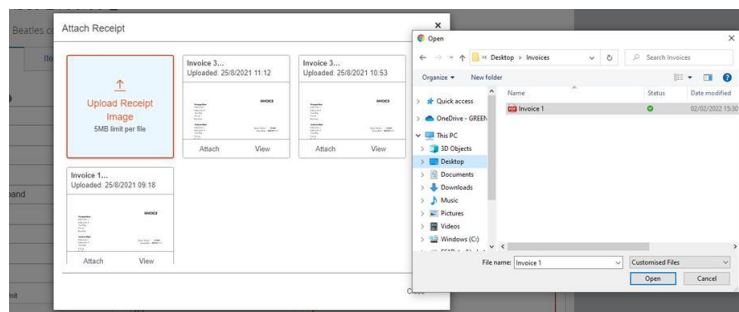 Beatles co
Attach Receipt
×
Upload Receipt
Image
5MB limit per file
Invoice 3...
Uploaded: 25/8/2021 11:12
INVOICE
Attach View
Invoice 3...
Uploaded: 25/8/2021 10:53
INVOICE
Attach View
Invoice 1...
Uploaded: 25/8/2021 09:18
INVOICE
Attach View
Open
« Desktop › Invoices
Search Invoices
Organize
New folder
Name Status Date modified
Invoice 1 02/02/2022 15:30
Quick access
OneDrive - GREEN
This PC
3D Objects
Desktop
Documents
Downloads
Music
Pictures
Videos
Windows (C:)
File name: Invoice 1
Customised Files
Open Cancel